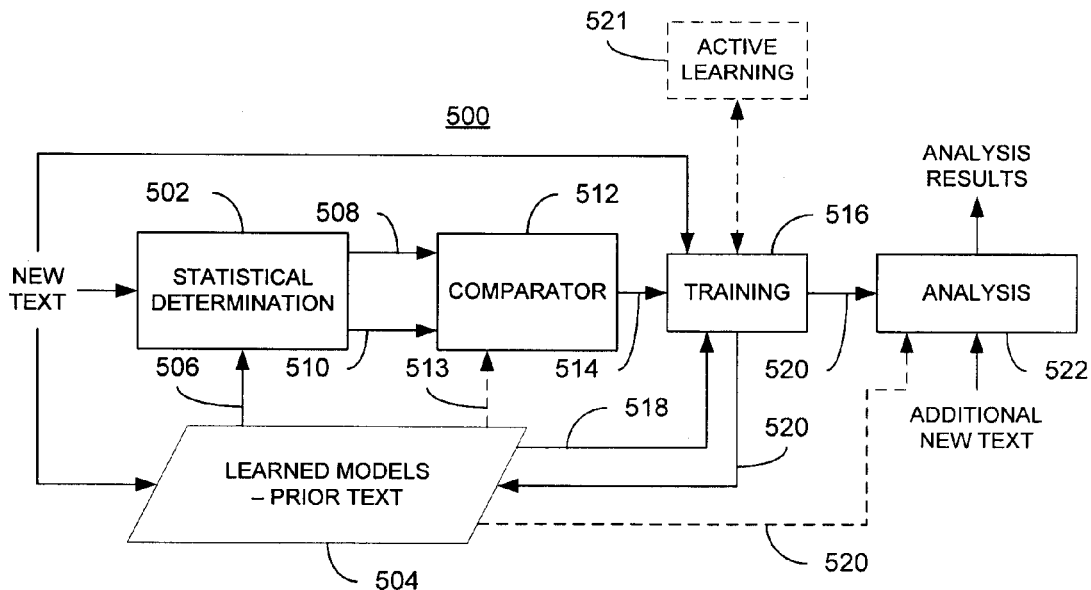 521
ACTIVE
LEARNING
500
ANALYSIS
RESULTS
502
508
512
516
NEW
TEXT
STATISTICAL
DETERMINATION
COMPARATOR
TRAINING
ANALYSIS
506
510
513
514
520
522
518
520
ADDITIONAL
NEW TEXT
LEARNED MODELS
– PRIOR TEXT
504
520